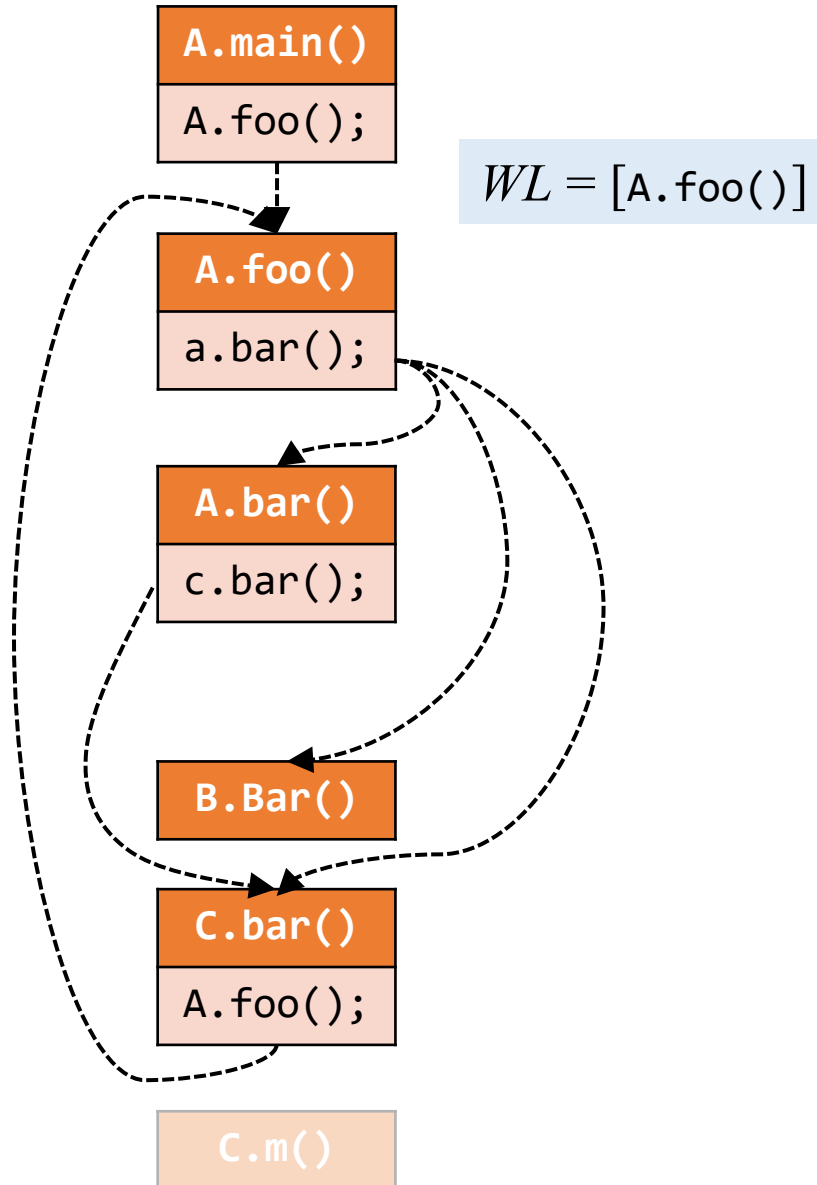 A.main()
A.foo();
WL = [A.foo()]
A.foo()
a.bar();
A.bar()
c.bar();
B.Bar()
C.bar()
A.foo();
C.m()